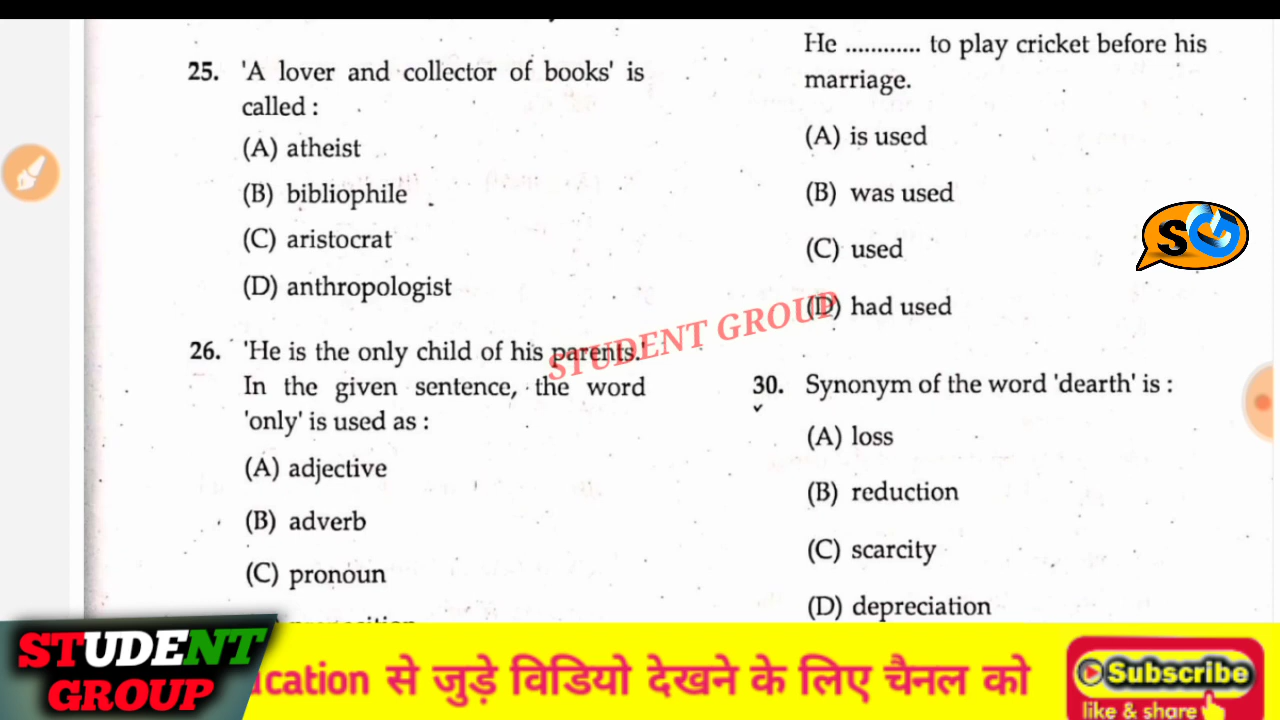 25. 'A lover and collector of books' is
called :
(A) atheist
(B) bibliophile
(C) aristocrat
(D) anthropologist
26. 'He is the only child of his parents.'
In the given sentence, the word
'only' is used as :
(A) adjective
(B) adverb
(C) pronoun
He ............ to play cricket before his
marriage.
(A) is used
(B) was used
(C) used
(D) had used
30. Synonym of the word 'dearth' is :
(A) loss
(B) reduction
(C) scarcity
(D) depreciation
STUDENT GROUP
SG
STUDENT
GROUP
से जुड़े विडियो देखने के लिए चैनल को
Subscribe
like & share